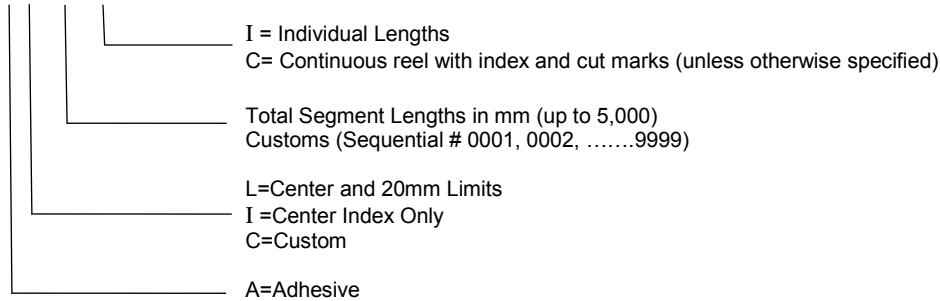 I = Individual Lengths
C= Continuous reel with index and cut marks (unless otherwise specified)
Total Segment Lengths in mm (up to 5,000)
Customs (Sequential # 0001, 0002, …….9999)
L=Center and 20mm Limits
I =Center Index Only
C=Custom
A=Adhesive